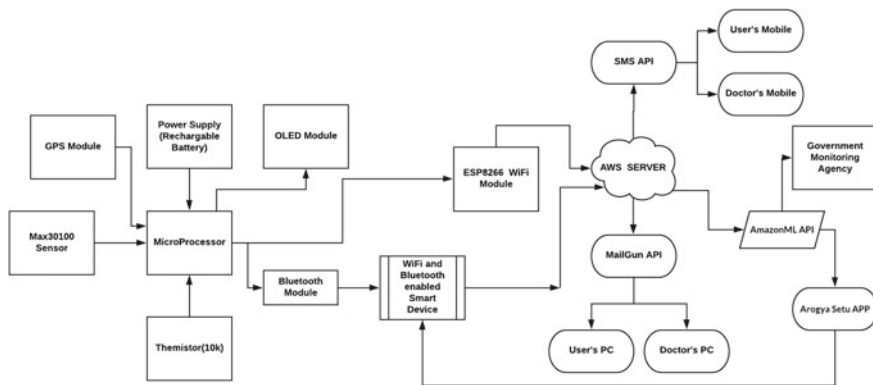 User's Mobile
SMS API
Doctor's Mobile
Power Supply
(Rechargable
Battery)
OLED Module
GPS Module
ESP8266 WiFi
Module
AWS SERVER
Government
Monitoring
Agency
Max30100
Sensor
MicroProcessor
AmazonML API
MailGun API
WiFi and
Bluetooth
enabled
Smart
Device
Bluetooth
Module
Arogya Setu APP
Themistor(10k)
User's PC
Doctor's PC